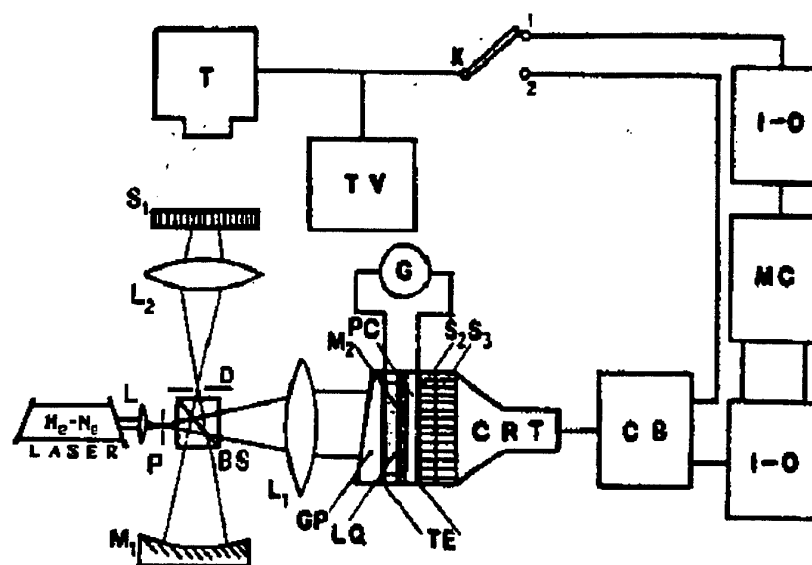 T
K
1
2
I-O
TV
S₁
G
MC
L₂
M₂
PC
S₂
S₃
D
L
He-Ne
LASER
CRT
CB
P
BS
L₁
I-O
GP
LQ
TE
M₁